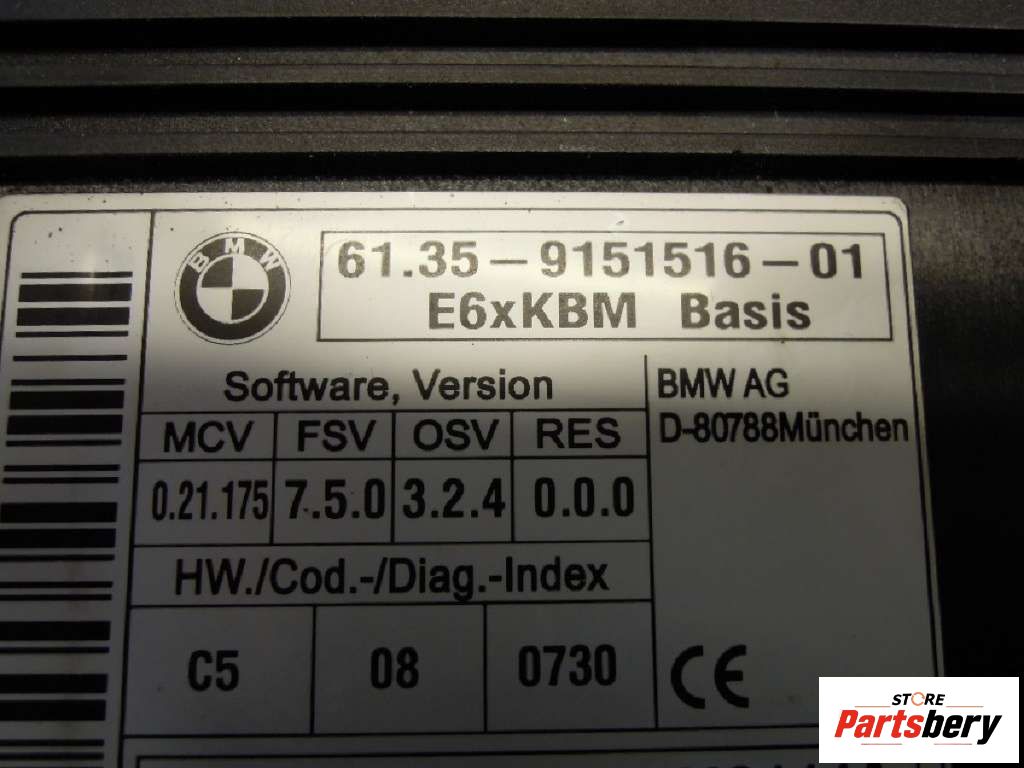 BMW
61.35-9151516-01
E6xKBM Basis
Software, Version
BMW AG
D-80788München
MCV FSV OSV RES
0.21.175 7.5.0 3.2.4 0.0.0
HW./Cod.-/Diag.-Index
C5 08 0730
CE
STORE
Partsbery